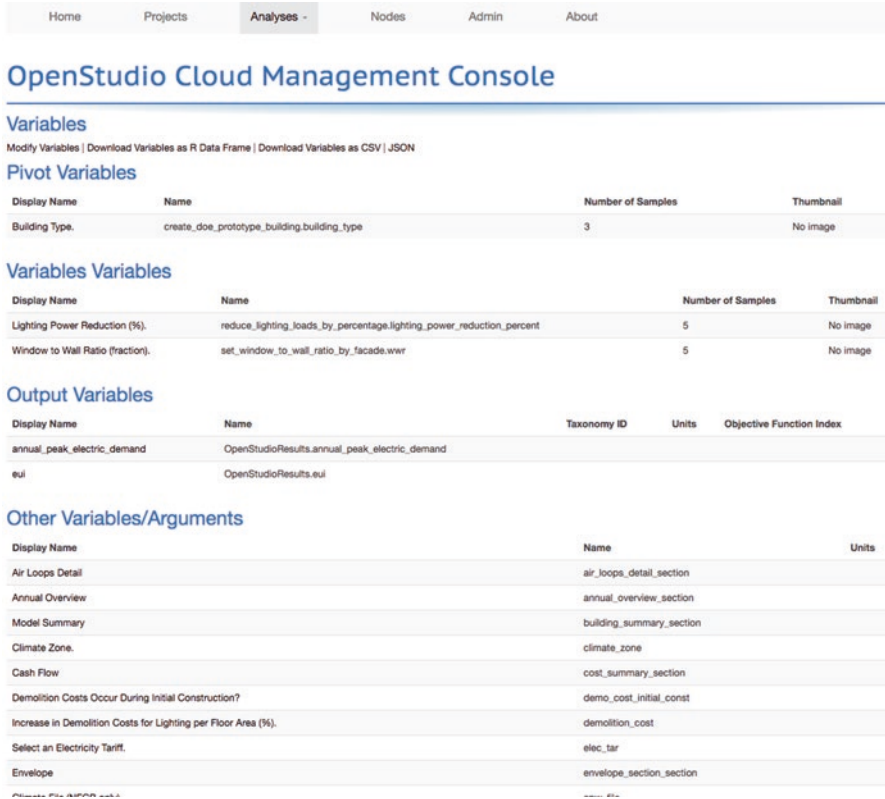 Home Projects Analyses - Nodes Admin About
OpenStudio Cloud Management Console
Variables
Modify Variables | Download Variables as R Data Frame | Download Variables as CSV | JSON
Pivot Variables
Display Name Name Number of Samples Thumbnail
Building Type. create_doe_prototype_building.building_type 3 No image
Variables Variables
Display Name Name Number of Samples Thumbnail
Lighting Power Reduction (%). reduce_lighting_loads_by_percentage.lighting_power_reduction_percent 5 No image
Window to Wall Ratio (fraction). set_window_to_wall_ratio_by_facade.wwr 5 No image
Output Variables
Display Name Name Taxonomy ID Units Objective Function Index
annual_peak_electric_demand OpenStudioResults.annual_peak_electric_demand
eui OpenStudioResults.eui
Other Variables/Arguments
Display Name Name Units
Air Loops Detail air_loops_detail_section
Annual Overview annual_overview_section
Model Summary building_summary_section
Climate Zone. climate_zone
Cash Flow cost_summary_section
Demolition Costs Occur During Initial Construction? demo_cost_initial_const
Increase in Demolition Costs for Lighting per Floor Area (%). demolition_cost
Select an Electricity Tariff. elec_tar
Envelope envelope_section_section
Climate File